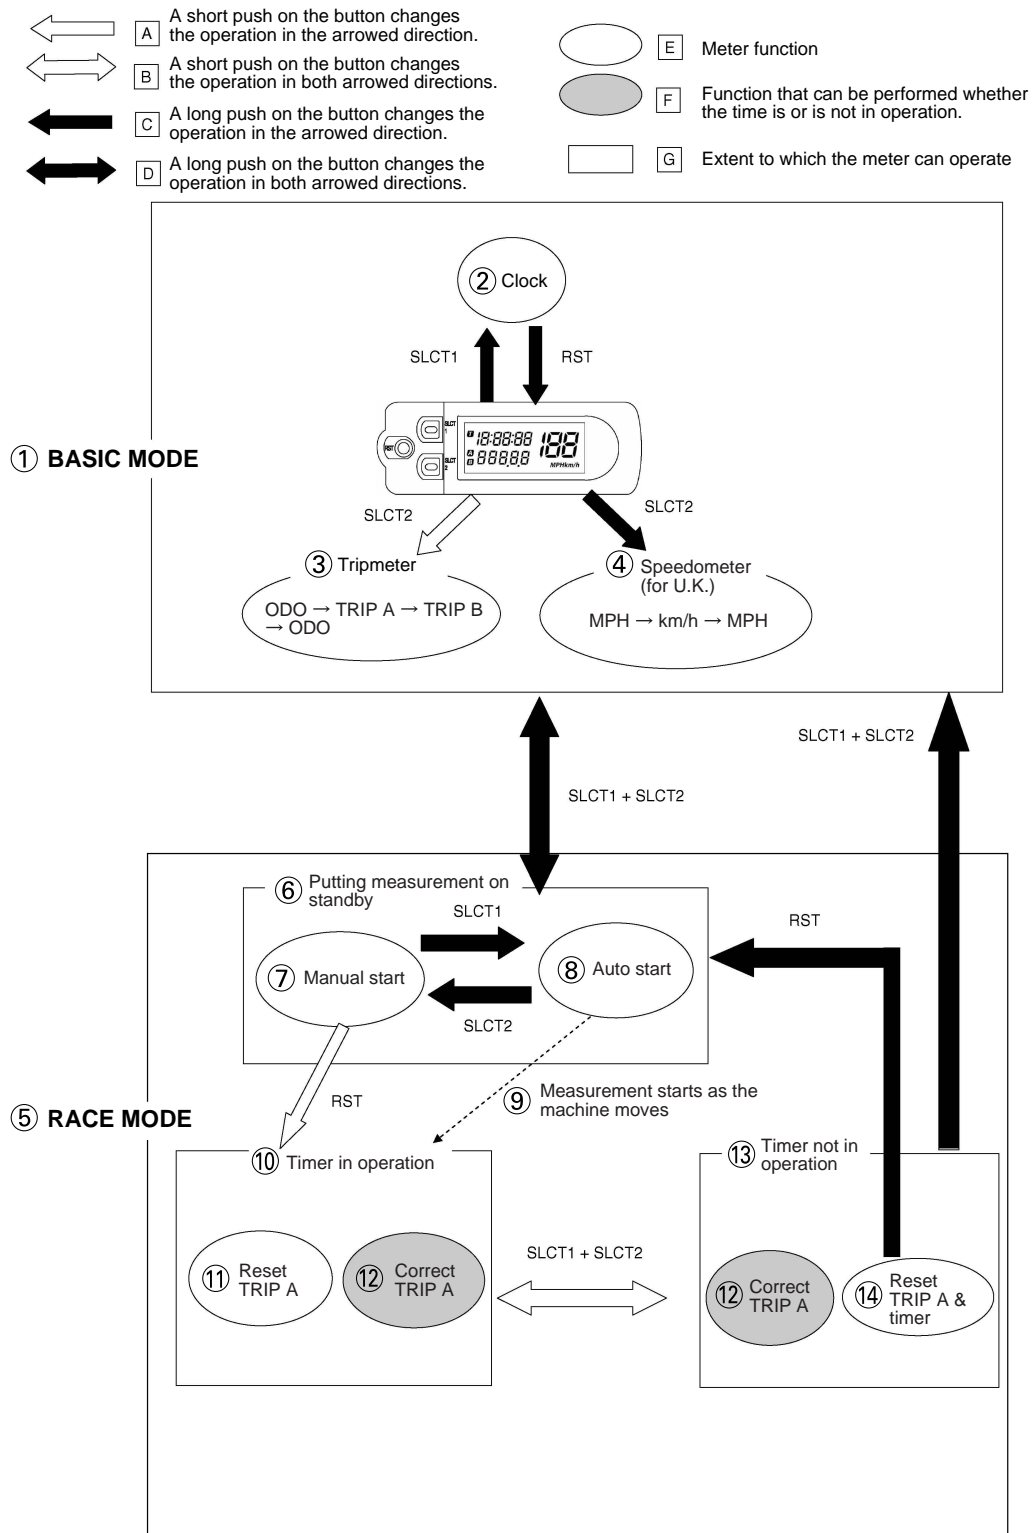 A
A short push on the button changes
the operation in the arrowed direction.
B
A short push on the button changes
the operation in both arrowed directions.
C
A long push on the button changes the
operation in the arrowed direction.
D
A long push on the button changes the
operation in both arrowed directions.
E
Meter function
F
Function that can be performed whether
the time is or is not in operation.
G
Extent to which the meter can operate
① BASIC MODE
② Clock
SLCT1
RST
RST
SLCT
1
SLCT
2
T
18:88:88
A
B
8888.8
188
MPHkm/h
SLCT2
SLCT2
③ Tripmeter
ODO → TRIP A → TRIP B
→ ODO
④ Speedometer
(for U.K.)
MPH → km/h → MPH
SLCT1 + SLCT2
SLCT1 + SLCT2
⑤ RACE MODE
⑥ Putting measurement on
standby
SLCT1
⑦ Manual start
⑧ Auto start
SLCT2
RST
RST
⑨ Measurement starts as the
machine moves
⑩ Timer in operation
⑪ Reset
TRIP A
⑫ Correct
TRIP A
SLCT1 + SLCT2
⑬ Timer not in
operation
⑫ Correct
TRIP A
⑭ Reset
TRIP A &
timer